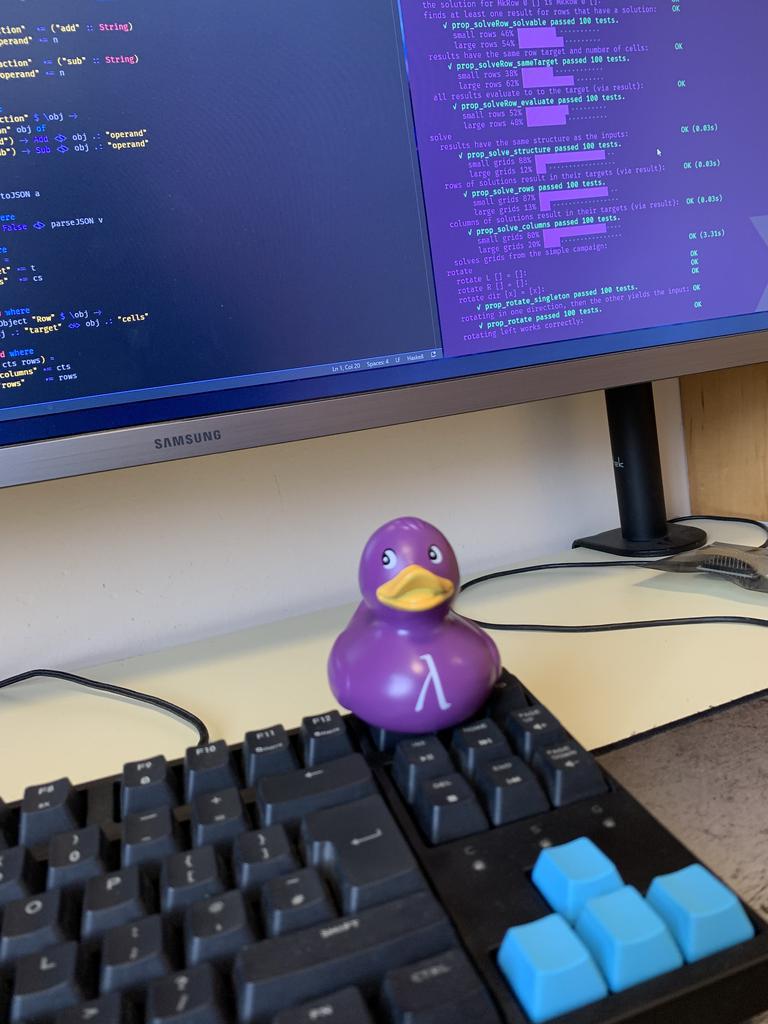 ction"  .= ("add" :: String)
operand" .= n
action"  .= ("sub" :: String)
operand" .= n
ction" $ \obj →
n" obj of
d") → Add <$> obj .: "operand"
b") → Sub <$> obj .: "operand"
toJSON a
ere
False <$> parseJSON v
re
=
et" .= t
s" .= cs
d where
Object "Row" $ \obj →
j .: "target" <*> obj .: "cells"
d where
cts rows) =
columns" .= cts
rows" .= rows
Ln 1, Col 20 Spaces: 4 LF Haskell
the solution for MkRow 0 [] is MkRow 0 []: OK
finds at least one result for rows that have a solution: OK
√ prop_solveRow_solvable passed 100 tests.
small rows 46%
large rows 54%
results have the same row target and number of cells: OK
√ prop_solveRow_sameTarget passed 100 tests.
small rows 38%
large rows 62%
all results evaluate to to the target (via result): OK
√ prop_solveRow_evaluate passed 100 tests.
small rows 52%
large rows 48%
solve
results have the same structure as the inputs: OK (0.03s)
√ prop_solve_structure passed 100 tests.
small grids 88%
large grids 12%
rows of solutions result in their targets (via result): OK (0.03s)
√ prop_solve_rows passed 100 tests.
small grids 87%
large grids 13%
columns of solutions result in their targets (via result): OK (0.03s)
√ prop_solve_columns passed 100 tests.
small grids 80%
large grids 20%
solves grids from the simple campaign: OK (3.31s)
rotate
rotate L [] = []: OK
rotate R [] = []: OK
rotate dir [x] = [x]: OK
√ prop_rotate_singleton passed 100 tests.
rotating in one direction, then the other yields the input: OK
√ prop_rotate passed 100 tests.
rotating left works correctly: OK
SAMSUNG
λ
F8
F9
F10
F11
F12
PAGE UP
PAGE DOWN
END
DEL
C S G
O P
L
SHIFT
CTRL
FN